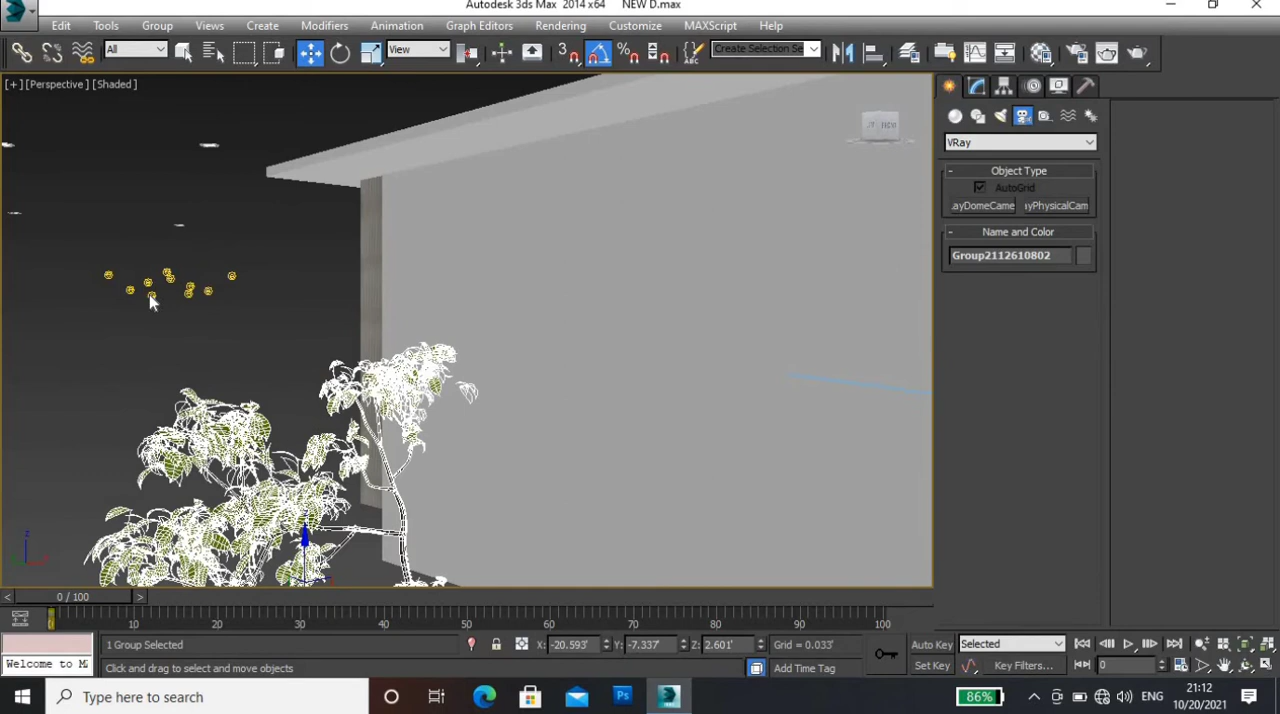 Autodesk 3ds Max 2014 x64 NEW D.max
Edit Tools Group Views Create Modifiers Animation Graph Editors Rendering Customize MAXScript Help
All View 3 Create Selection Se
[+] [Perspective] [Shaded]
VRay
Object Type
AutoGrid
.ayDomeCame ıyPhysicalCam
Name and Color
Group2112610802
0 / 100
10 20 30 40 50 60 70 80 90 100
1 Group Selected X: -20.593' Y: -7.337' Z: 2.601' Grid = 0.033' Auto Key Selected
Welcome to M Click and drag to select and move objects Add Time Tag Set Key Key Filters... 0
Type here to search Ps 86% ENG 21:12
10/20/2021